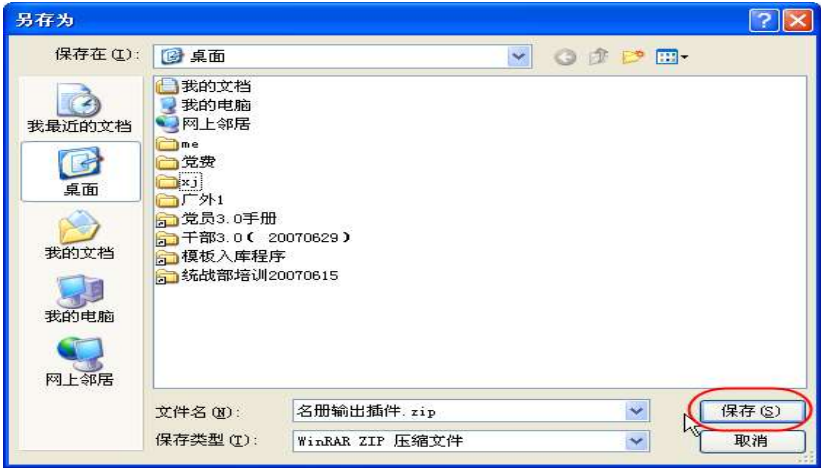 另存为
保存在(I):
桌面
我最近的文档
桌面
我的文档
我的电脑
网上邻居
我的文档
我的电脑
网上邻居
me
党费
xj
广外1
党员3.0手册
干部3.0( 20070629)
模板入库程序
统战部培训20070615
文件名(N):
名册输出插件.zip
保存(S)
保存类型(T):
WinRAR ZIP 压缩文件
取消